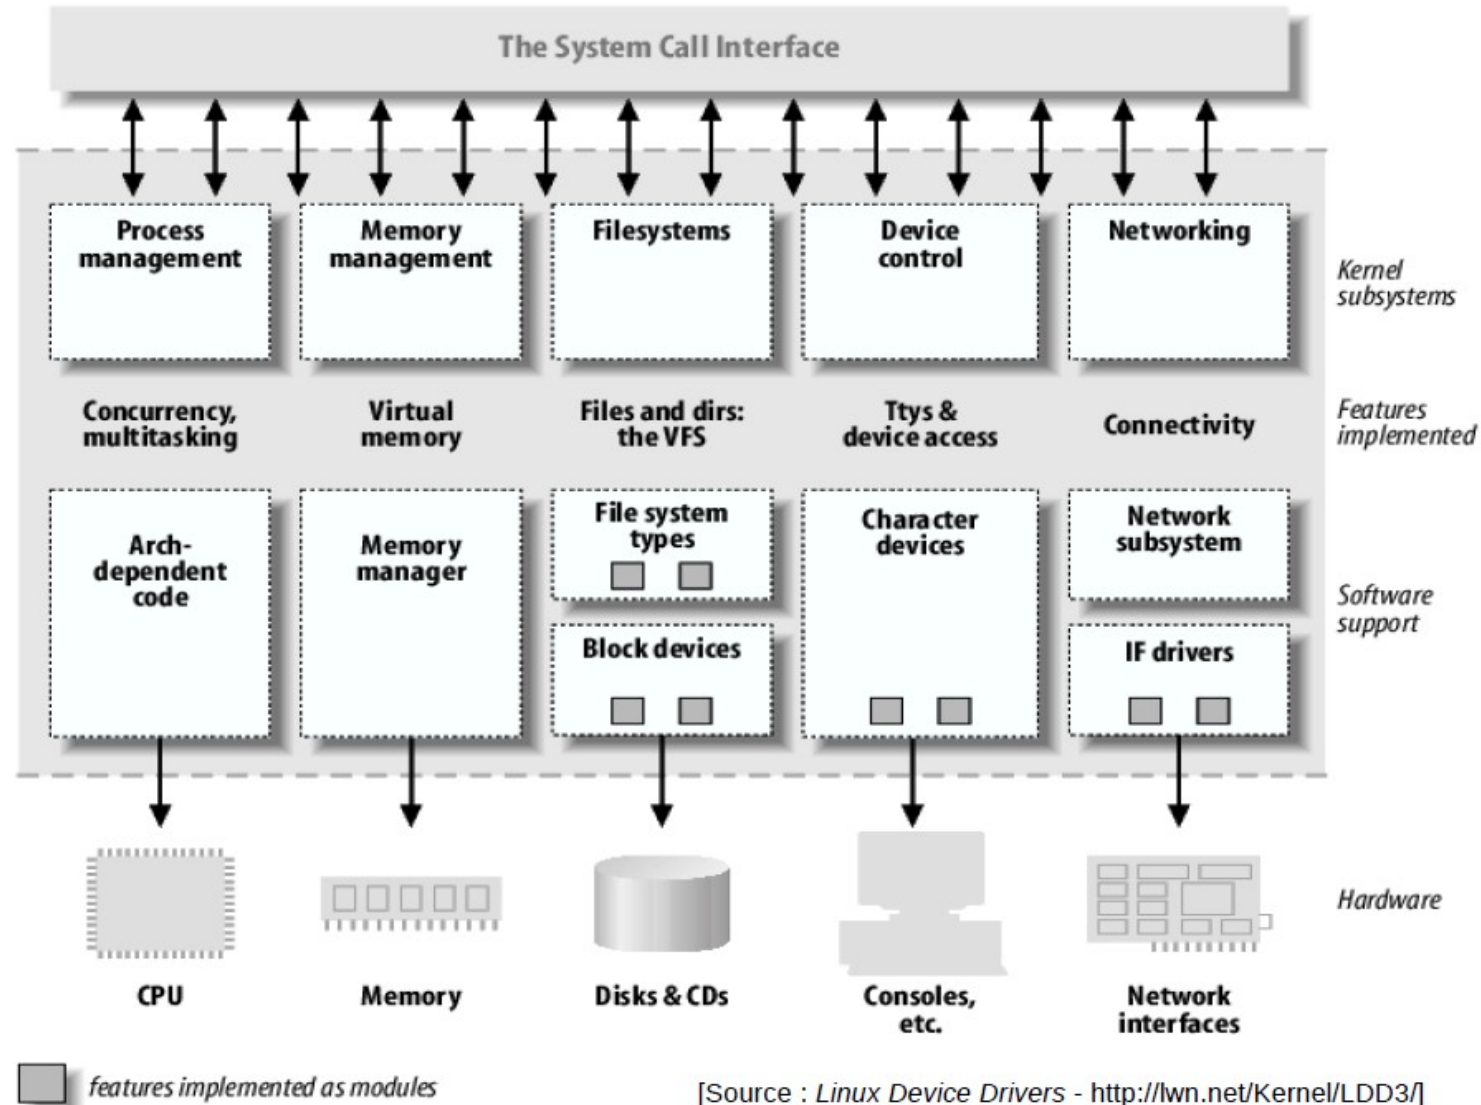 The System Call Interface
Process
management
Memory
management
Filesystems
Device
control
Networking
Kernel
subsystems
Concurrency,
multitasking
Virtual
memory
Files and dirs:
the VFS
Ttys &
device access
Connectivity
Features
implemented
Arch-
dependent
code
Memory
manager
File system
types
Block devices
Character
devices
Network
subsystem
IF drivers
Software
support
Hardware
CPU
Memory
Disks & CDs
Consoles,
etc.
Network
interfaces
features implemented as modules
[Source : Linux Device Drivers - http://lwn.net/Kernel/LDD3/]